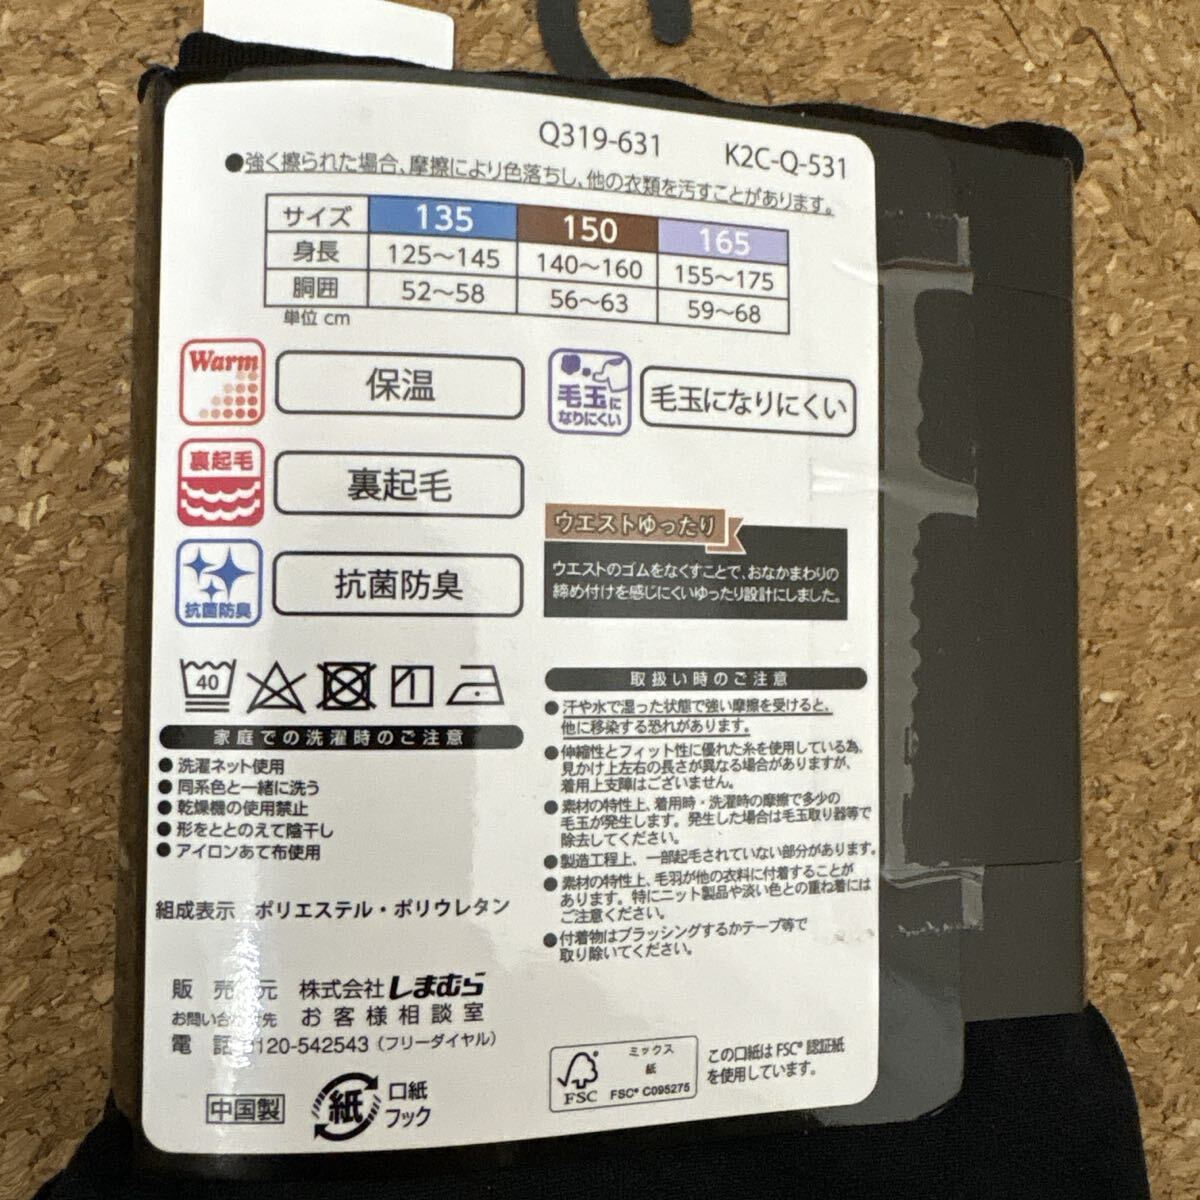 Q319-631 K2C-Q-531
●強く擦られた場合、摩擦により色落ちし、他の衣類を汚すことがあります。
サイズ 135 150 165
身長 125～145 140～160 155～175
胴囲 52～58 56～63 59～68
単位 cm
Warm 保温
毛玉に
なりにくい
毛玉になりにくい
裏起毛 裏起毛
抗菌防臭 抗菌防臭
ウエストゆったり
ウエストのゴムをなくすことで、おなかまわりの
締め付けを感じにくいゆったり設計にしました。
40
家庭での洗濯時のご注意
●洗濯ネット使用
●同系色と一緒に洗う
●乾燥機の使用禁止
●形をととのえて陰干し
●アイロンあて布使用
組成表示 ポリエステル・ポリウレタン
取扱い時のご注意
●汗や水で湿った状態で強い摩擦を受けると、
他に移染する恐れがあります。
●伸縮性とフィット性に優れた糸を使用している為、
見かけ上左右の長さが異なる場合がありますが、
着用上支障はございません。
●素材の特性上、着用時・洗濯時の摩擦で多少の
毛玉が発生します。発生した場合は毛玉取り器等で
除去してください。
●製造工程上、一部起毛されていない部分があります。
●素材の特性上、毛羽が他の衣料に付着することが
あります。特にニット製品や淡い色との重ね着には
ご注意ください。
●付着物はブラッシングするかテープ等で
取り除いてください。
販売元 株式会社しまむら
お問い合わせ先 お客様相談室
電話 0120-542543（フリーダイヤル）
中国製
紙
口紙
フック
FSC
ミックス
紙
FSC® C095275
この口紙はFSC®認証紙
を使用しています。